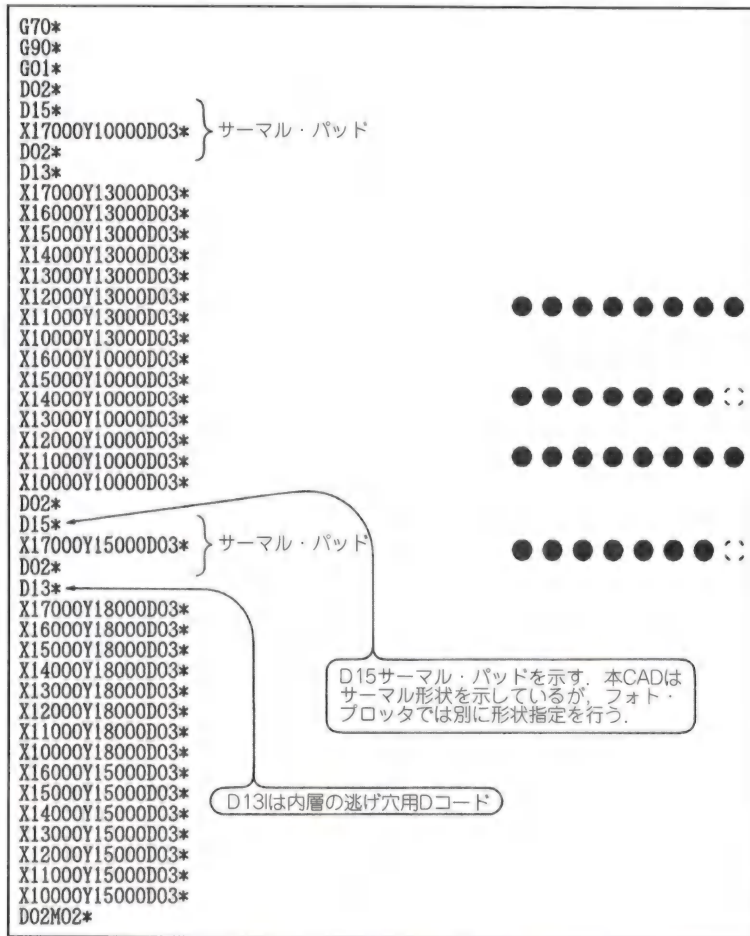 G70*
G90*
G01*
D02*
D15*
X17000Y10000D03*
サーマル・パッド
D02*
D13*
X17000Y13000D03*
X16000Y13000D03*
X15000Y13000D03*
X14000Y13000D03*
X13000Y13000D03*
X12000Y13000D03*
X11000Y13000D03*
X10000Y13000D03*
X16000Y10000D03*
X15000Y10000D03*
X14000Y10000D03*
X13000Y10000D03*
X12000Y10000D03*
X11000Y10000D03*
X10000Y10000D03*
D02*
D15*
X17000Y15000D03*
サーマル・パッド
D02*
D13*
X17000Y18000D03*
X16000Y18000D03*
X15000Y18000D03*
X14000Y18000D03*
X13000Y18000D03*
X12000Y18000D03*
X11000Y18000D03*
X10000Y18000D03*
X16000Y15000D03*
X15000Y15000D03*
X14000Y15000D03*
X13000Y15000D03*
X12000Y15000D03*
X11000Y15000D03*
X10000Y15000D03*
D02M02*
D15サーマル・パッドを示す．本CADは
サーマル形状を示しているが，フォト・
プロッタでは別に形状指定を行う．
D13lは内層の逃げ穴用Dコード